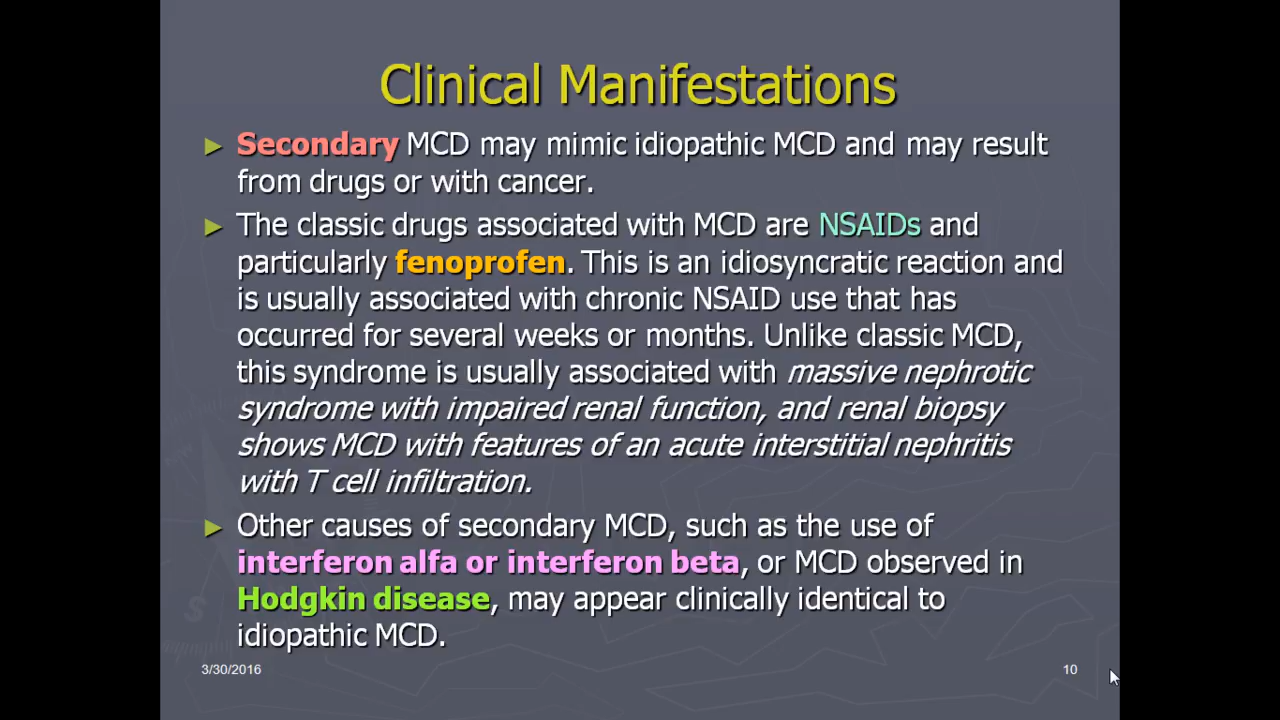 Clinical Manifestations
► Secondary MCD may mimic idiopathic MCD and may result
from drugs or with cancer.
► The classic drugs associated with MCD are NSAIDs and
particularly fenoprofen. This is an idiosyncratic reaction and
is usually associated with chronic NSAID use that has
occurred for several weeks or months. Unlike classic MCD,
this syndrome is usually associated with massive nephrotic
syndrome with impaired renal function, and renal biopsy
shows MCD with features of an acute interstitial nephritis
with T cell infiltration.
► Other causes of secondary MCD, such as the use of
interferon alfa or interferon beta, or MCD observed in
Hodgkin disease, may appear clinically identical to
idiopathic MCD.
3/30/2016
10